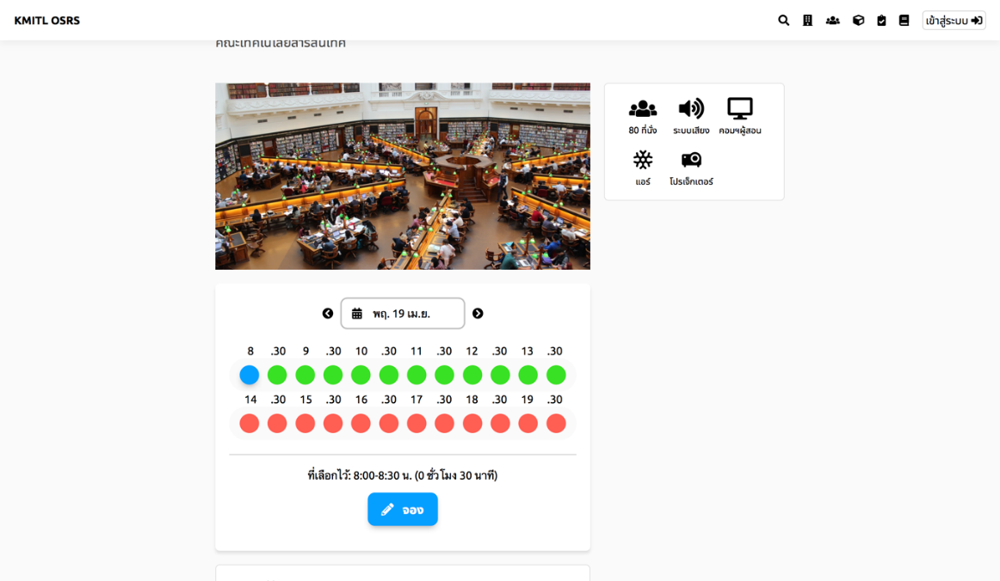 KMITL OSRS
เข้าสู่ระบบ
คณะเทคโนโลยีสารสนเทศ
80 ที่นั่ง
ระบบเสียง
คอมฯผู้สอน
แอร์
โปรเจ็กเตอร์
พฤ. 19 เม.ย.
8 .30 9 .30 10 .30 11 .30 12 .30 13 .30
14 .30 15 .30 16 .30 17 .30 18 .30 19 .30
ที่เลือกไว้: 8:00-8:30 น. (0 ชั่วโมง 30 นาที)
จอง